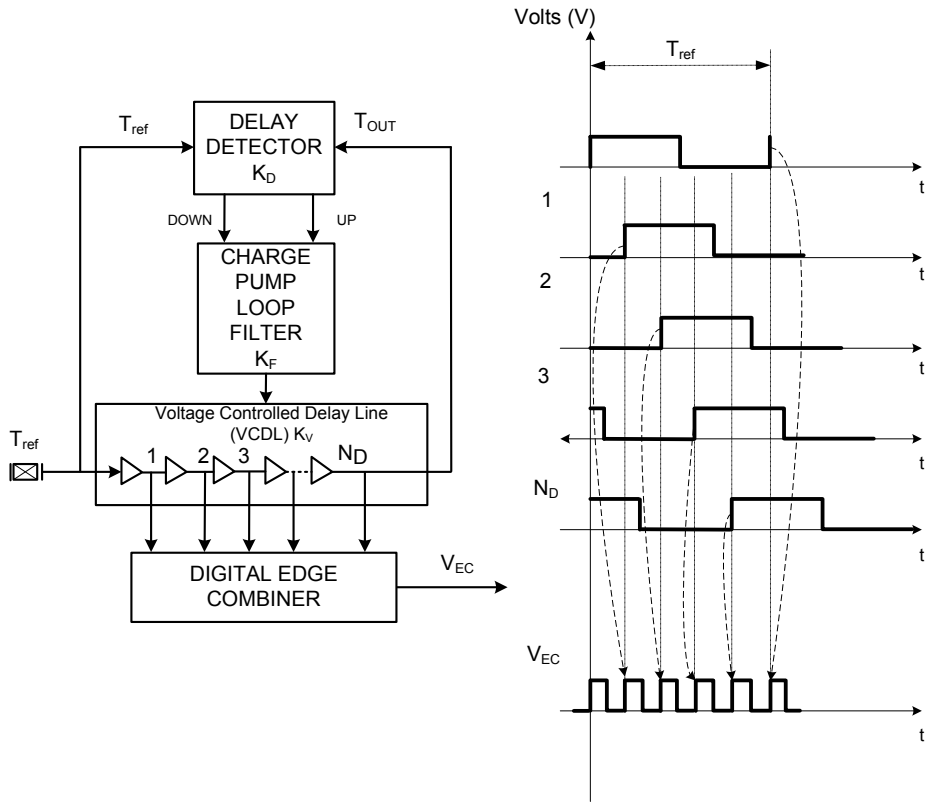 T_ref
DELAY
DETECTOR
K_D
T_OUT
DOWN
UP
CHARGE
PUMP
LOOP
FILTER
K_F
Voltage Controlled Delay Line
(VCDL) K_V
T_ref
1
2
3
N_D
DIGITAL EDGE
COMBINER
V_EC
Volts (V)
T_ref
t
1
t
2
t
3
t
N_D
t
V_EC
t